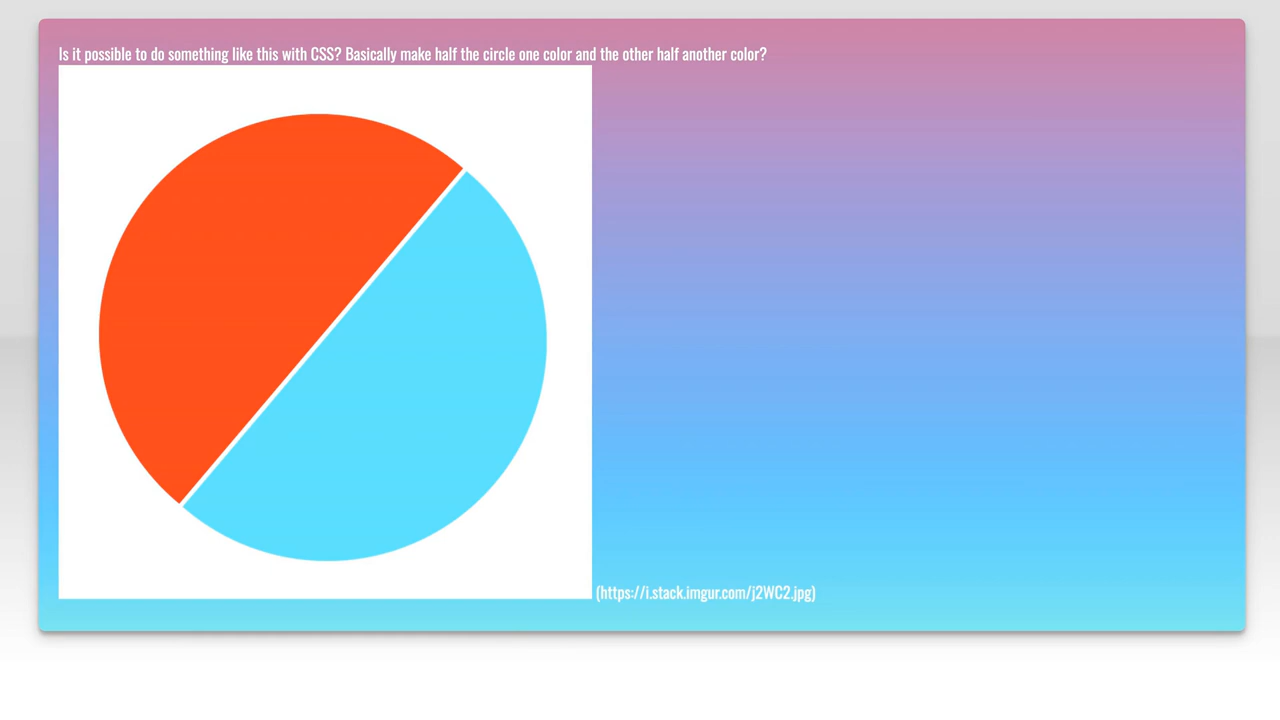 Is it possible to do something like this with CSS? Basically make half the circle one color and the other half another color?
(https://i.stack.imgur.com/j2WC2.jpg)